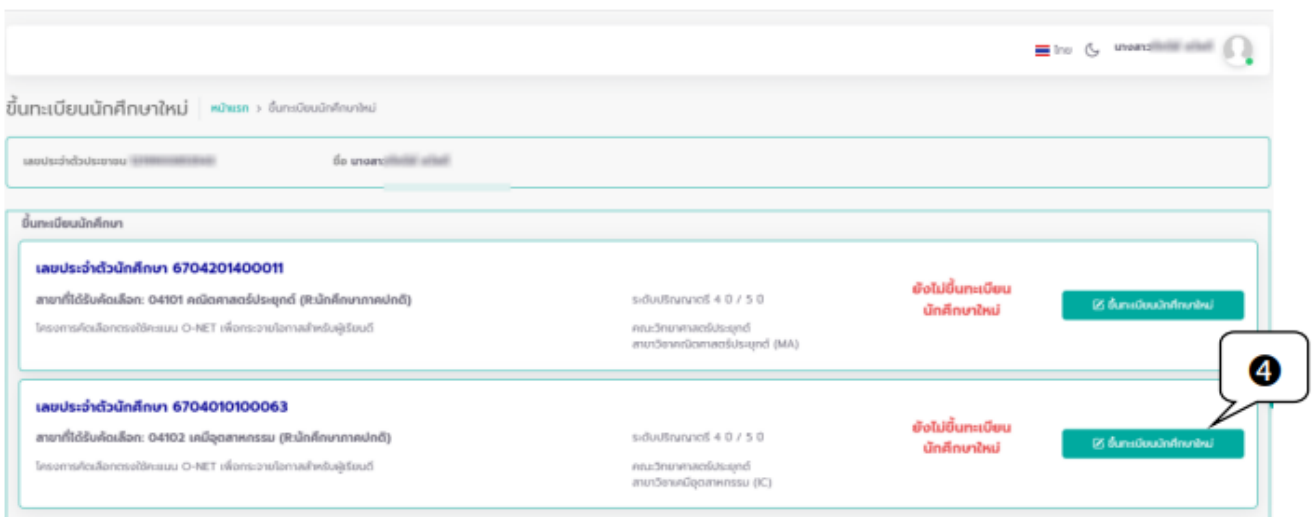 ไทย นางสาว
ขึ้นทะเบียนนักศึกษาใหม่ หน้าแรก > ขึ้นทะเบียนนักศึกษาใหม่
เลขประจำตัวประชาชน ชื่อ นางสาว
ขึ้นทะเบียนนักศึกษา
เลขประจำตัวนักศึกษา 6704201400011
สาขาที่ได้รับคัดเลือก: 04101 คณิตศาสตร์ประยุกต์ (R:นักศึกษาภาคปกติ)
โครงการคัดเลือกตรงใช้คะแนน O-NET เพื่อกระจายโอกาสสำหรับผู้เรียนดี
ระดับปริญญาตรี 4 ปี / 5 ปี
คณะวิทยาศาสตร์ประยุกต์
สาขาวิชาคณิตศาสตร์ประยุกต์ (MA)
ยังไม่ขึ้นทะเบียน
นักศึกษาใหม่
ขึ้นทะเบียนนักศึกษาใหม่
4
เลขประจำตัวนักศึกษา 6704010100063
สาขาที่ได้รับคัดเลือก: 04102 เคมีอุตสาหกรรม (R:นักศึกษาภาคปกติ)
โครงการคัดเลือกตรงใช้คะแนน O-NET เพื่อกระจายโอกาสสำหรับผู้เรียนดี
ระดับปริญญาตรี 4 ปี / 5 ปี
คณะวิทยาศาสตร์ประยุกต์
สาขาวิชาเคมีอุตสาหกรรม (IC)
ยังไม่ขึ้นทะเบียน
นักศึกษาใหม่
ขึ้นทะเบียนนักศึกษาใหม่